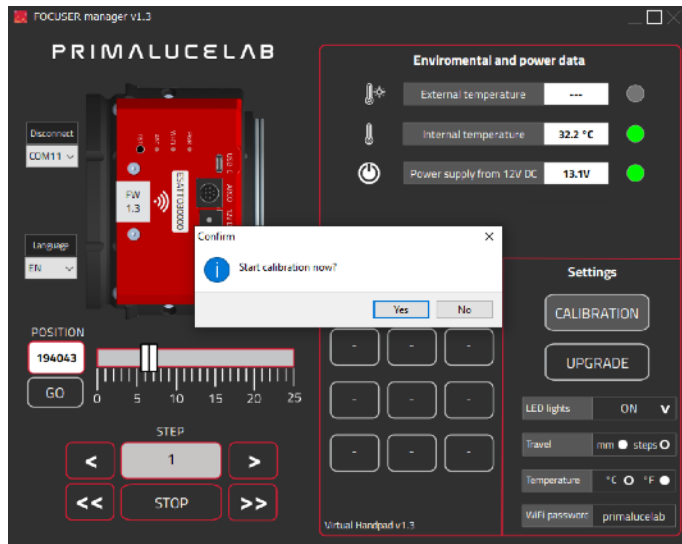 FOCUSER manager v1.3
PRIMALUCELAB
Disconnect
COM11
FW
1.3
ESATTO30000
USB C
ARCO
Language
EN
Enviromental and power data
External temperature ---
Internal temperature 32.2 °C
Power supply from 12V DC 13.1V
Confirm
Start calibration now?
Yes No
POSITION
194043
GO
0 5 10 15 20 25
STEP
< 1 >
<< STOP >>
- - -
- - -
- - -
Virtual Handpad v1.3
Settings
CALIBRATION
UPGRADE
LED lights ON
Travel mm steps
Temperature °C °F
WiFi password primalucelab